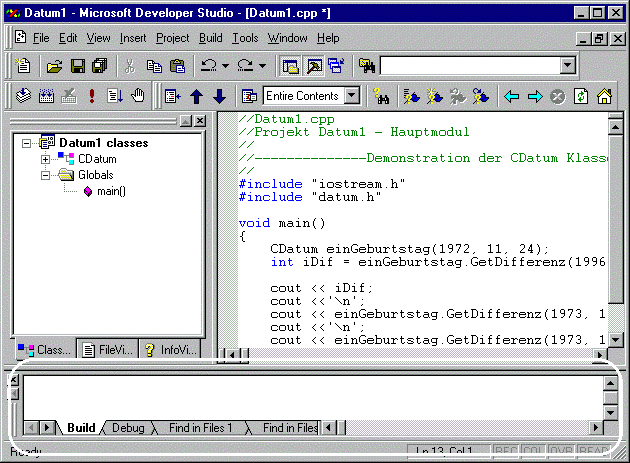 Datum1 - Microsoft Developer Studio - [Datum1.cpp *]
File Edit View Insert Project Build Tools Window Help
Entire Contents
Datum1 classes
CDatum
Globals
main()
Class... FileVi... InfoVi...
//Datum1.cpp
//Projekt Datum1 - Hauptmodul
//
//--------------Demonstration der CDatum Klasse
//
#include "iostream.h"
#include "datum.h"
void main()
{
CDatum einGeburtstag(1972, 11, 24);
int iDif = einGeburtstag.GetDifferenz(1996
cout << iDif;
cout <<'\n';
cout << einGeburtstag.GetDifferenz(1973, 1
cout <<'\n';
cout << einGeburtstag.GetDifferenz(1973, 1
Build Debug Find in Files 1 Find in Files
Ready Ln 13, Col 1 REC COL OVR READ